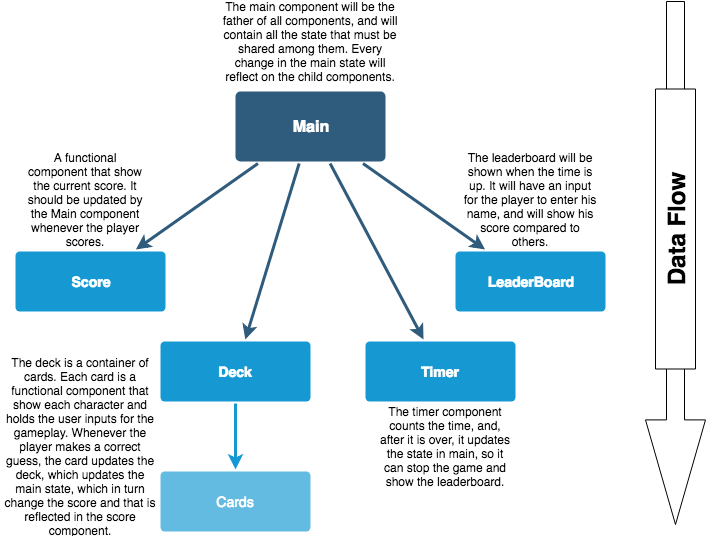 The main component will be the
father of all components, and will
contain all the state that must be
shared among them. Every
change in the main state will
reflect on the child components.
Main
A functional
component that show
the current score. It
should be updated by
the Main component
whenever the player
scores.
The leaderboard will be
shown when the time is
up. It will have an input
for the player to enter his
name, and will show his
score compared to
others.
Data Flow
Score
LeaderBoard
Deck
Timer
The deck is a container of
cards. Each card is a
functional component that
show each character and
holds the user inputs for the
gameplay. Whenever the
player makes a correct
guess, the card updates the
deck, which updates the
main state, which in turn
change the score and that is
reflected in the score
component.
The timer component
counts the time, and,
after it is over, it updates
the state in main, so it
can stop the game and
show the leaderboard.
Cards